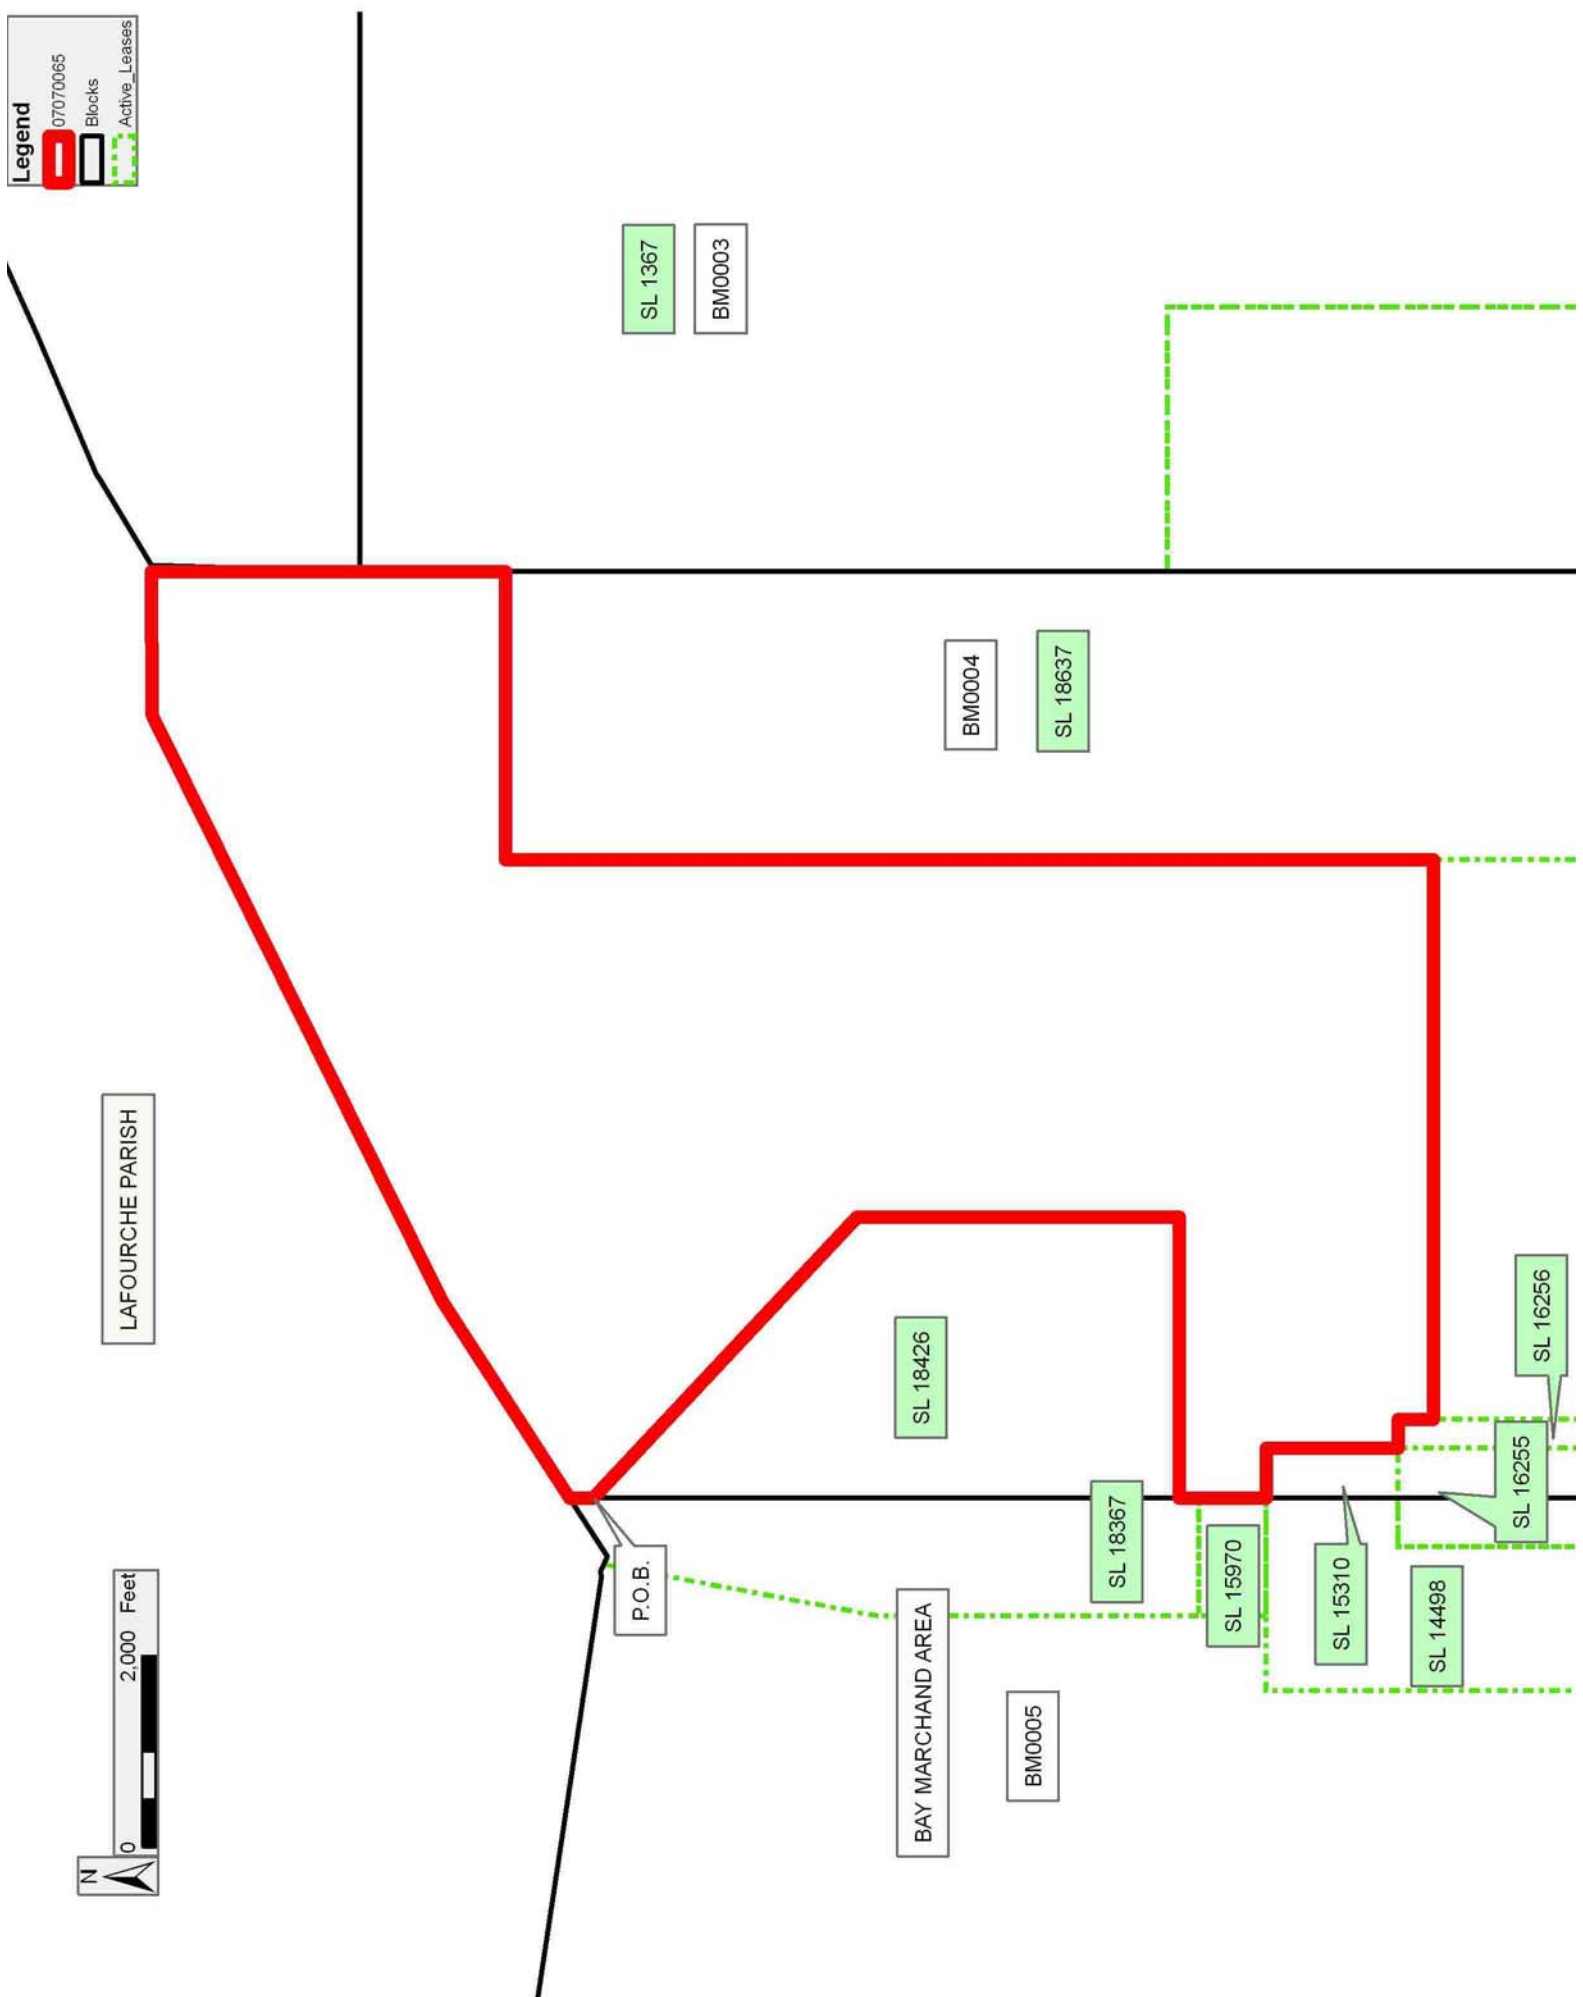 N
0 2,000 Feet
LAFOURCHE PARISH
Legend
07070065
Blocks
Active_Leases
P.O.B.
SL 1367
BM0003
BAY MARCHAND AREA
SL 18426
BM0004
BM0005
SL 18637
SL 18367
SL 15970
SL 15310
SL 14498
SL 16255
SL 16256